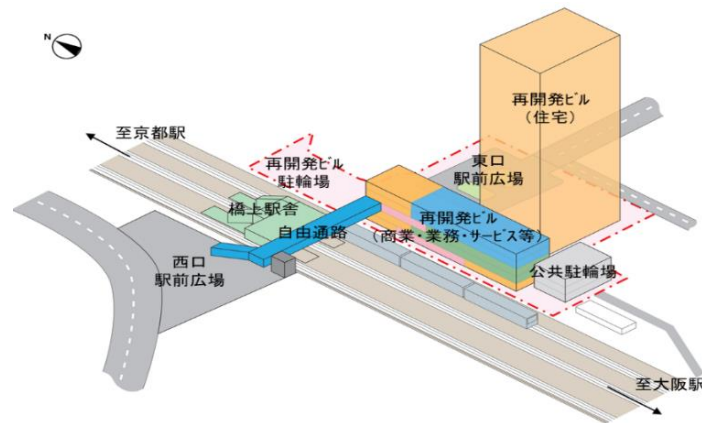 N
再開発ﾋﾞﾙ
（住宅）
至京都駅
再開発ﾋﾞﾙ
駐輪場
東口
駅前広場
橋上駅舎
自由通路
再開発ﾋﾞﾙ
（商業・業務・サービス等）
西口
駅前広場
公共駐輪場
至大阪駅